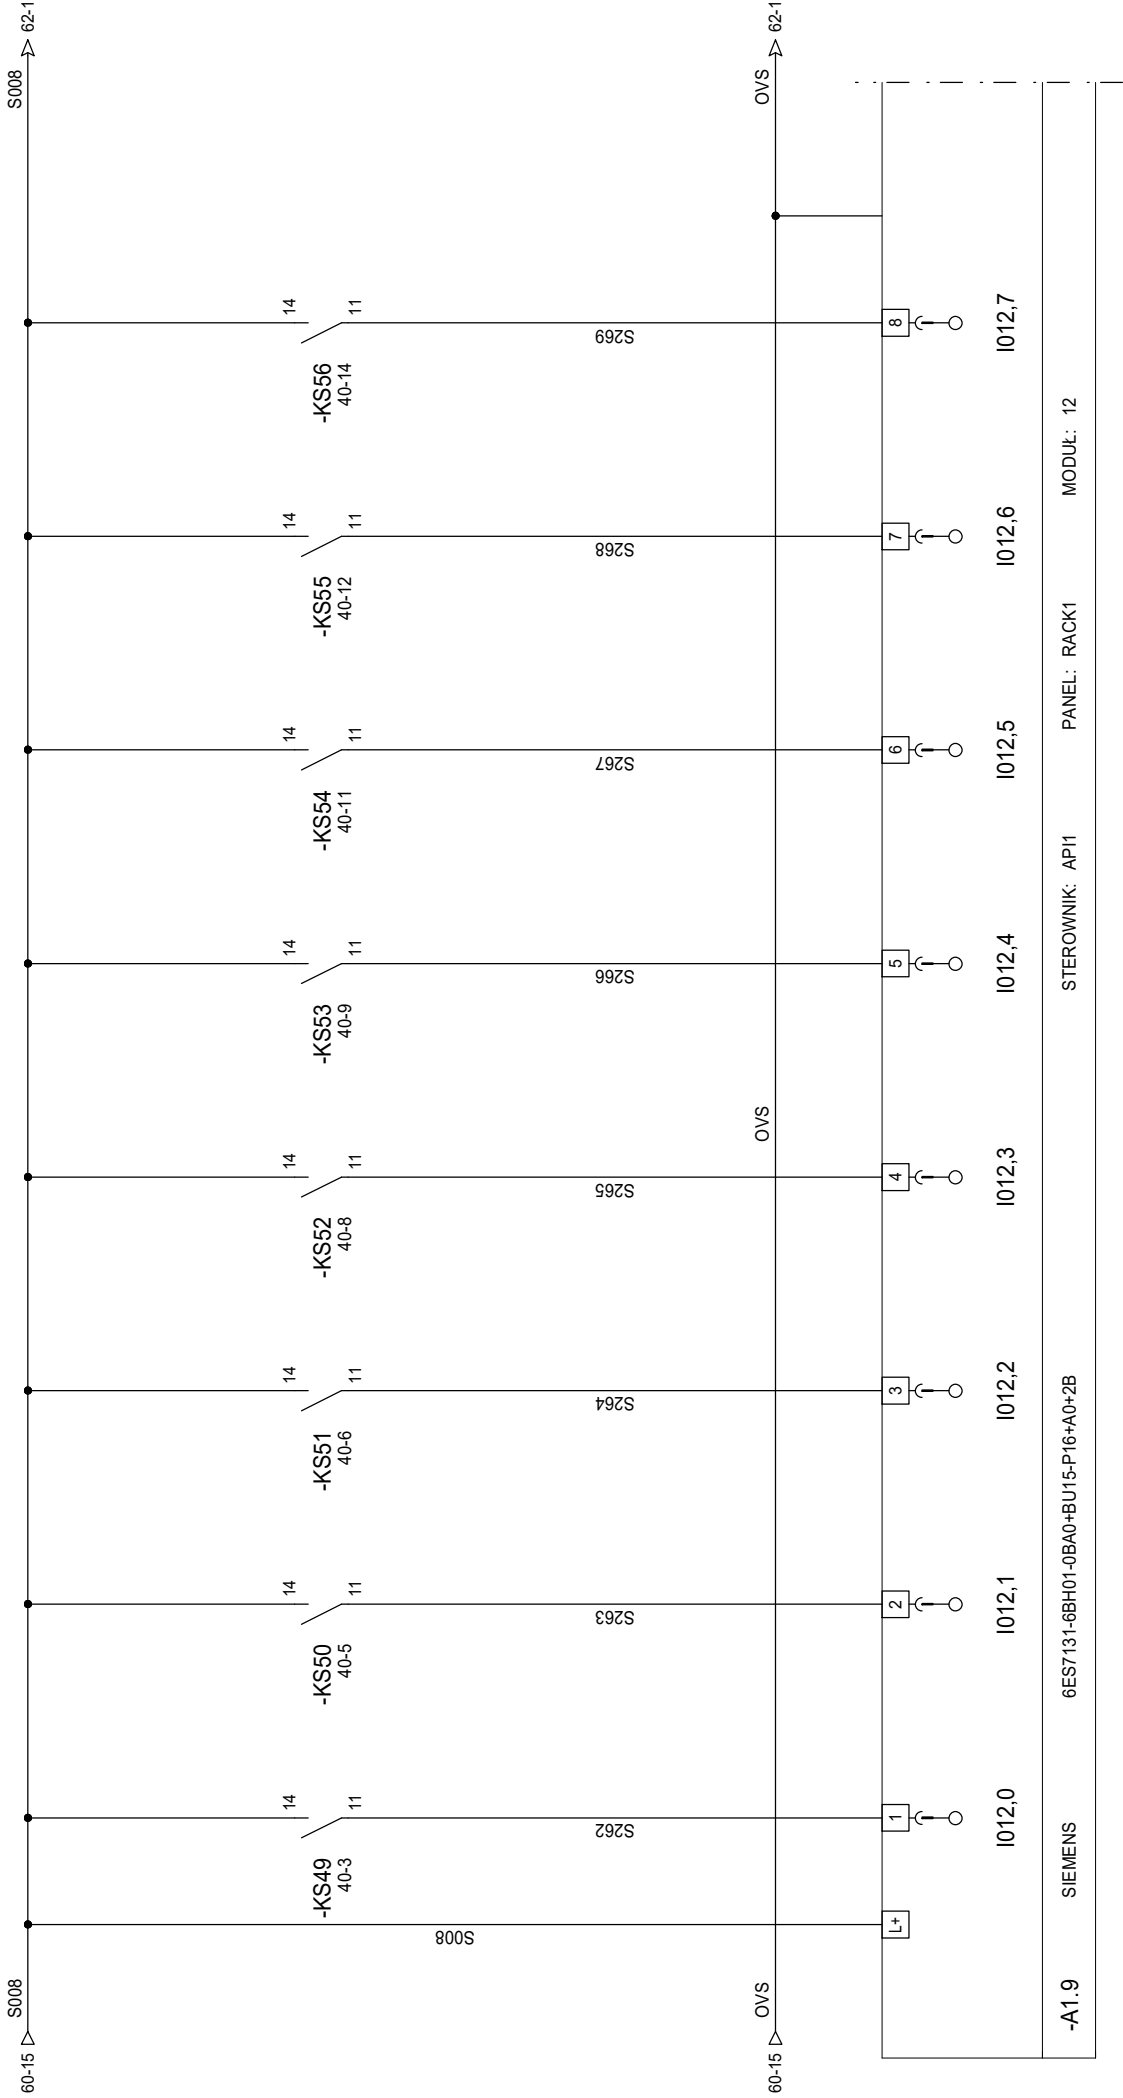 60-15
S008
S008
62-1
14
14
14
14
14
14
14
14
-KS49
40-3
-KS50
40-5
-KS51
40-6
-KS52
40-8
-KS53
40-9
-KS54
40-11
-KS55
40-12
-KS56
40-14
11
11
11
11
11
11
11
11
S008
S262
S263
S264
S265
S266
S267
S268
S269
60-15
OVS
OVS
OVS
62-1
L+
1
2
3
4
5
6
7
8
I012,0
I012,1
I012,2
I012,3
I012,4
I012,5
I012,6
I012,7
-A1.9 SIEMENS 6ES7131-6BH01-0BA0+BU15-P16+A0+2B STEROWNIK: API1 PANEL: RACK1 MODUŁ: 12